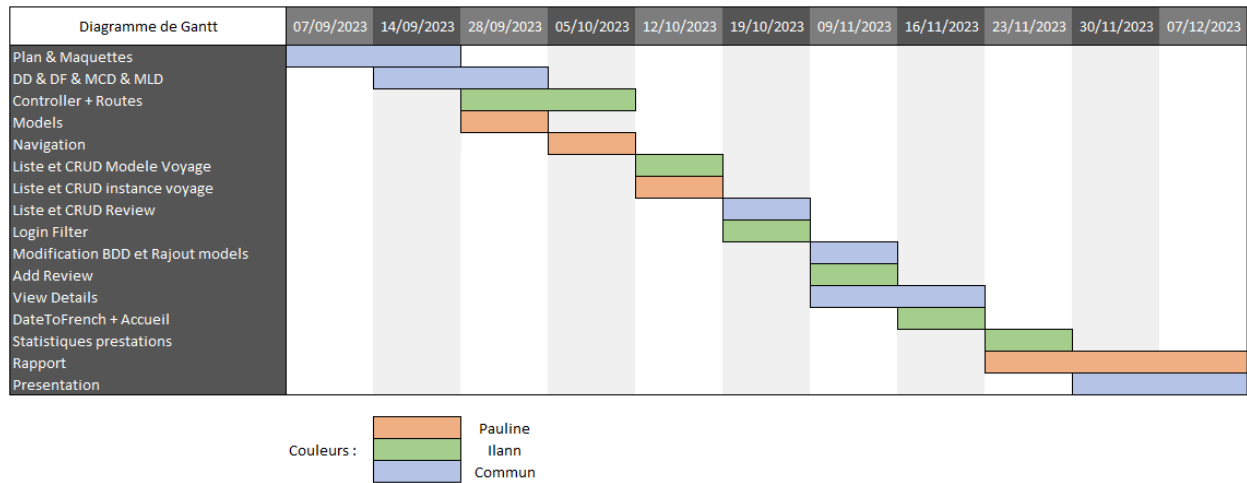 Diagramme de Gantt 07/09/2023 14/09/2023 28/09/2023 05/10/2023 12/10/2023 19/10/2023 09/11/2023 16/11/2023 23/11/2023 30/11/2023 07/12/2023
Plan & Maquettes
DD & DF & MCD & MLD
Controller + Routes
Models
Navigation
Liste et CRUD Modele Voyage
Liste et CRUD instance voyage
Liste et CRUD Review
Login Filter
Modification BDD et Rajout models
Add Review
View Details
DateToFrench + Accueil
Statistiques prestations
Rapport
Presentation
Pauline
Couleurs : Ilann
Commun